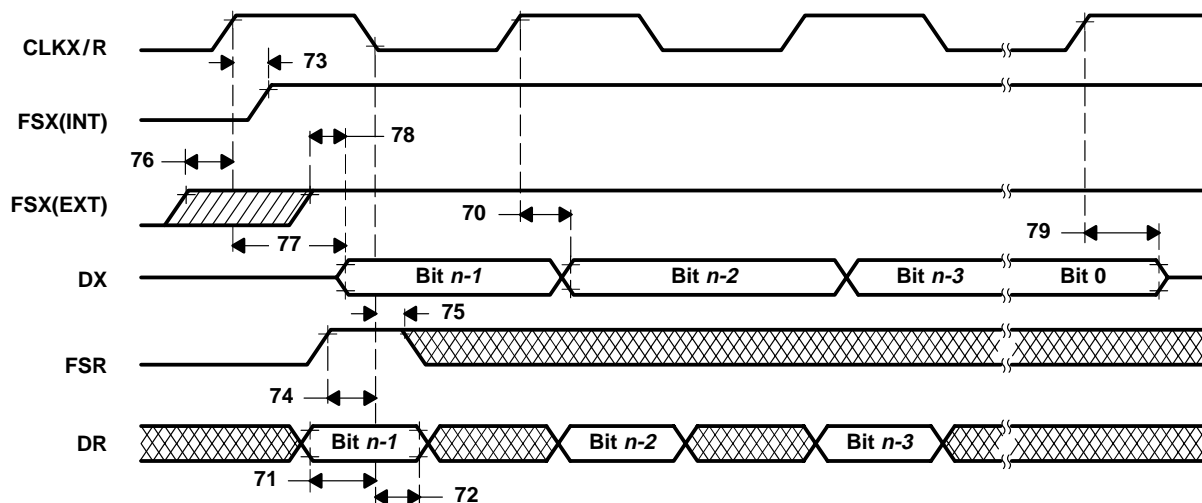 CLKX/R
73
FSX(INT)
78
76
FSX(EXT)
70
77
79
DX
Bit n-1
Bit n-2
Bit n-3
Bit 0
75
FSR
74
DR
Bit n-1
Bit n-2
Bit n-3
71
72